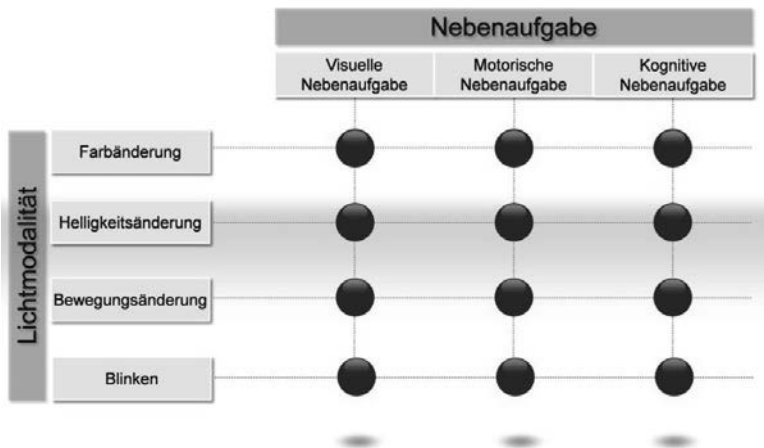 Nebenaufgabe
Visuelle
Nebenaufgabe
Motorische
Nebenaufgabe
Kognitive
Nebenaufgabe
Lichtmodalität
Farbänderung
Helligkeitsänderung
Bewegungsänderung
Blinken